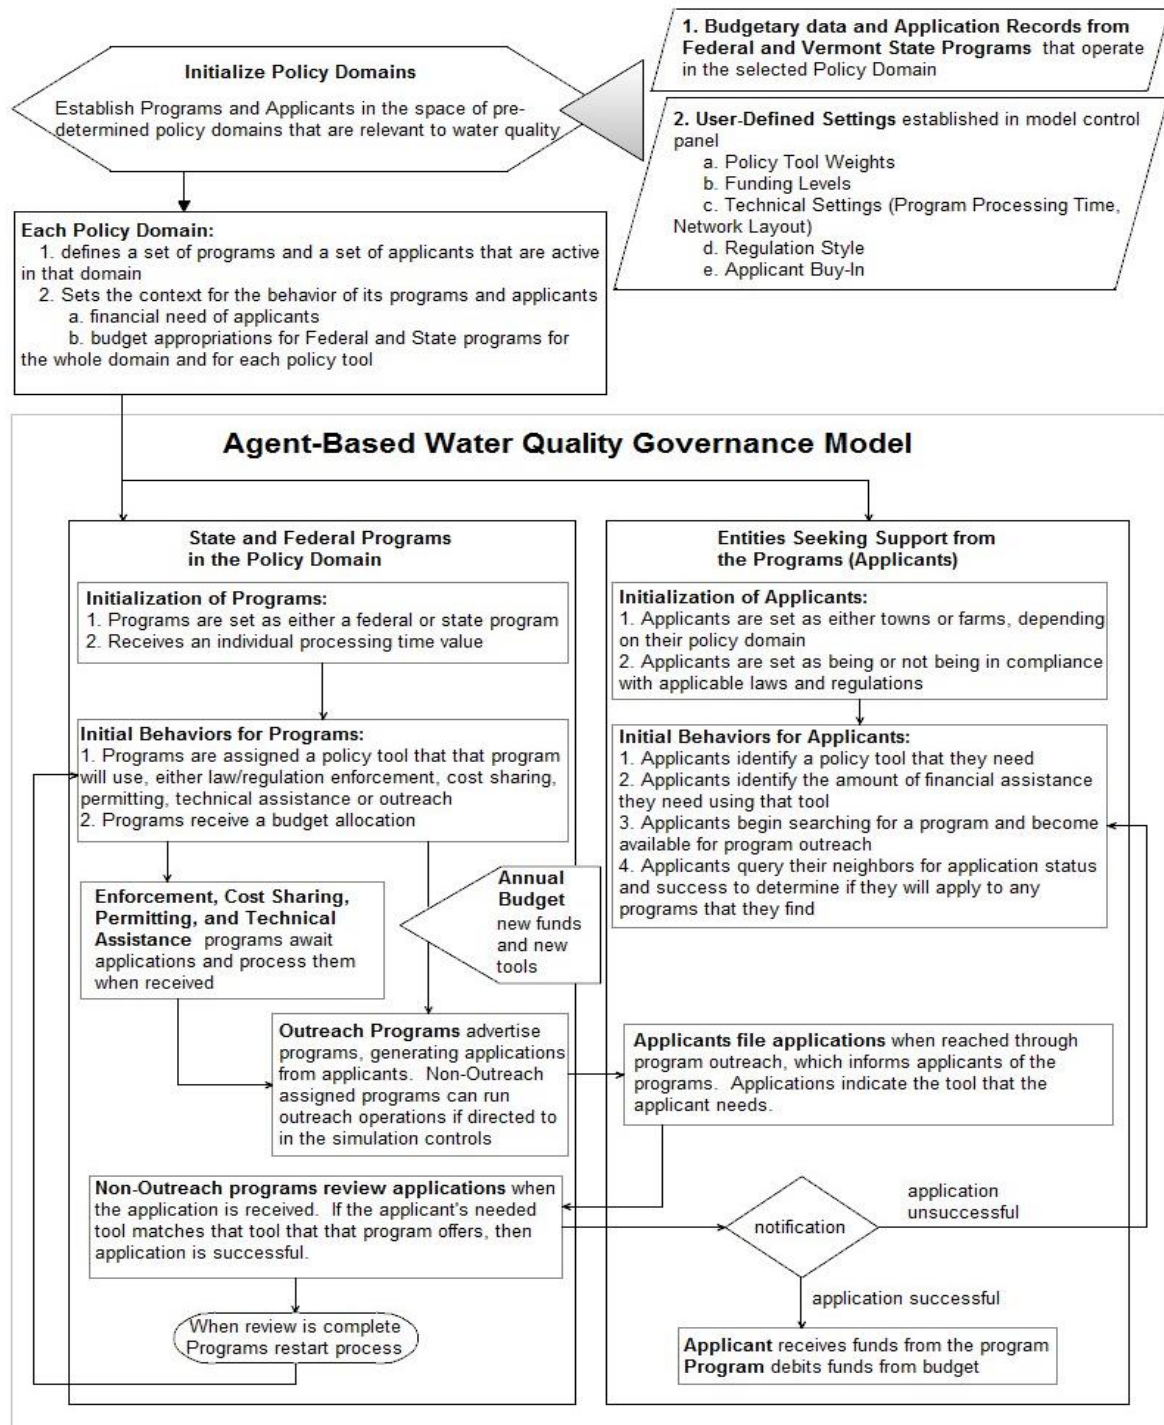 1. Budgetary data and Application Records from
Federal and Vermont State Programs that operate
in the selected Policy Domain
Initialize Policy Domains
Establish Programs and Applicants in the space of pre-
determined policy domains that are relevant to water quality
2. User-Defined Settings established in model control
panel
a. Policy Tool Weights
b. Funding Levels
c. Technical Settings (Program Processing Time,
Network Layout)
d. Regulation Style
e. Applicant Buy-In
Each Policy Domain:
1. defines a set of programs and a set of applicants that are active
in that domain
2. Sets the context for the behavior of its programs and applicants
a. financial need of applicants
b. budget appropriations for Federal and State programs for
the whole domain and for each policy tool
Agent-Based Water Quality Governance Model
State and Federal Programs
in the Policy Domain
Initialization of Programs:
1. Programs are set as either a federal or state program
2. Receives an individual processing time value
Initial Behaviors for Programs:
1. Programs are assigned a policy tool that that program
will use, either law/regulation enforcement, cost sharing,
permitting, technical assistance or outreach
2. Programs receive a budget allocation
Enforcement, Cost Sharing,
Permitting, and Technical
Assistance programs await
applications and process them
when received
Annual
Budget
new funds
and new
tools
Outreach Programs advertise
programs, generating applications
from applicants. Non-Outreach
assigned programs can run
outreach operations if directed to
in the simulation controls
Non-Outreach programs review applications when
the application is received. If the applicant's needed
tool matches that tool that that program offers, then
application is successful.
When review is complete
Programs restart process
Entities Seeking Support from
the Programs (Applicants)
Initialization of Applicants:
1. Applicants are set as either towns or farms, depending
on their policy domain
2. Applicants are set as being or not being in compliance
with applicable laws and regulations
Initial Behaviors for Applicants:
1. Applicants identify a policy tool that they need
2. Applicants identify the amount of financial assistance
they need using that tool
3. Applicants begin searching for a program and become
available for program outreach
4. Applicants query their neighbors for application status
and success to determine if they will apply to any
programs that they find
Applicants file applications when reached through
program outreach, which informs applicants of the
programs. Applications indicate the tool that the
applicant needs.
notification
application
unsuccessful
application successful
Applicant receives funds from the program
Program debits funds from budget